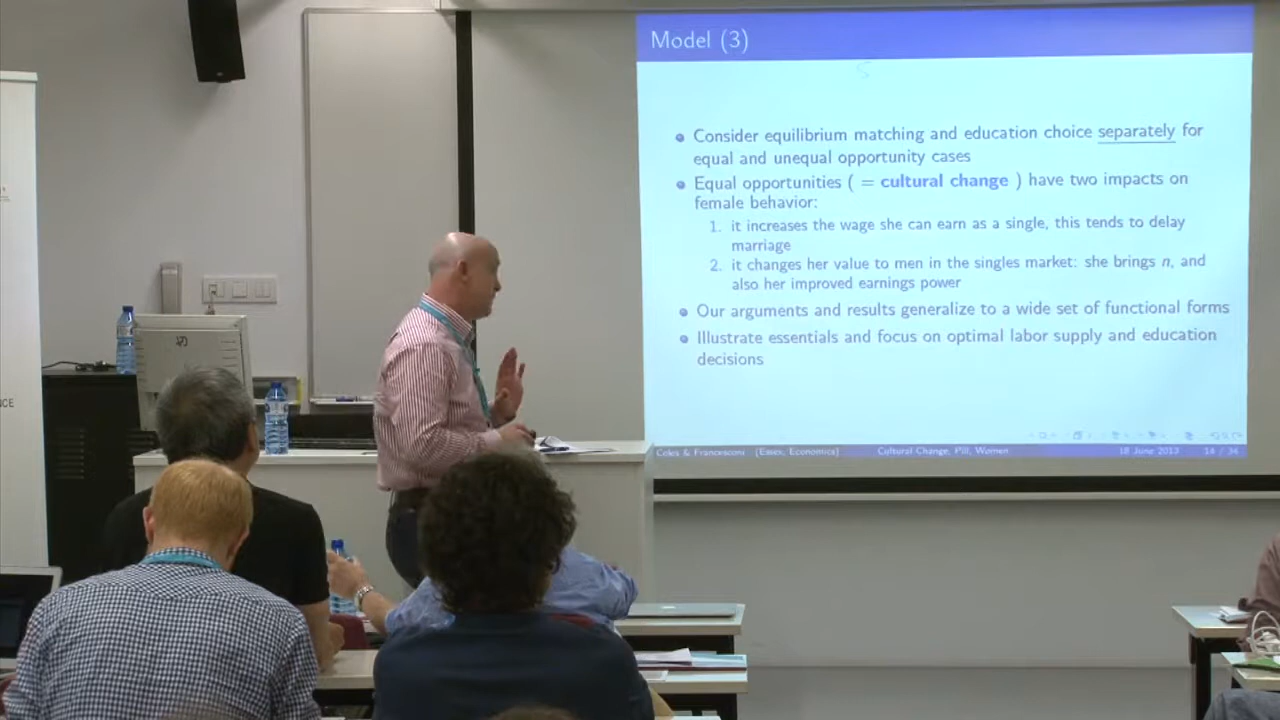 Model (3)
Consider equilibrium matching and education choice separately for
equal and unequal opportunity cases
Equal opportunities ( = cultural change ) have two impacts on
female behavior:
1. it increases the wage she can earn as a single, this tends to delay
marriage
2. it changes her value to men in the singles market: she brings n, and
also her improved earnings power
Our arguments and results generalize to a wide set of functional forms
Illustrate essentials and focus on optimal labor supply and education
decisions
Coles & Francesconi (Essex, Economics) Cultural Change, Pill, Women 18 June 2013 14 / 34